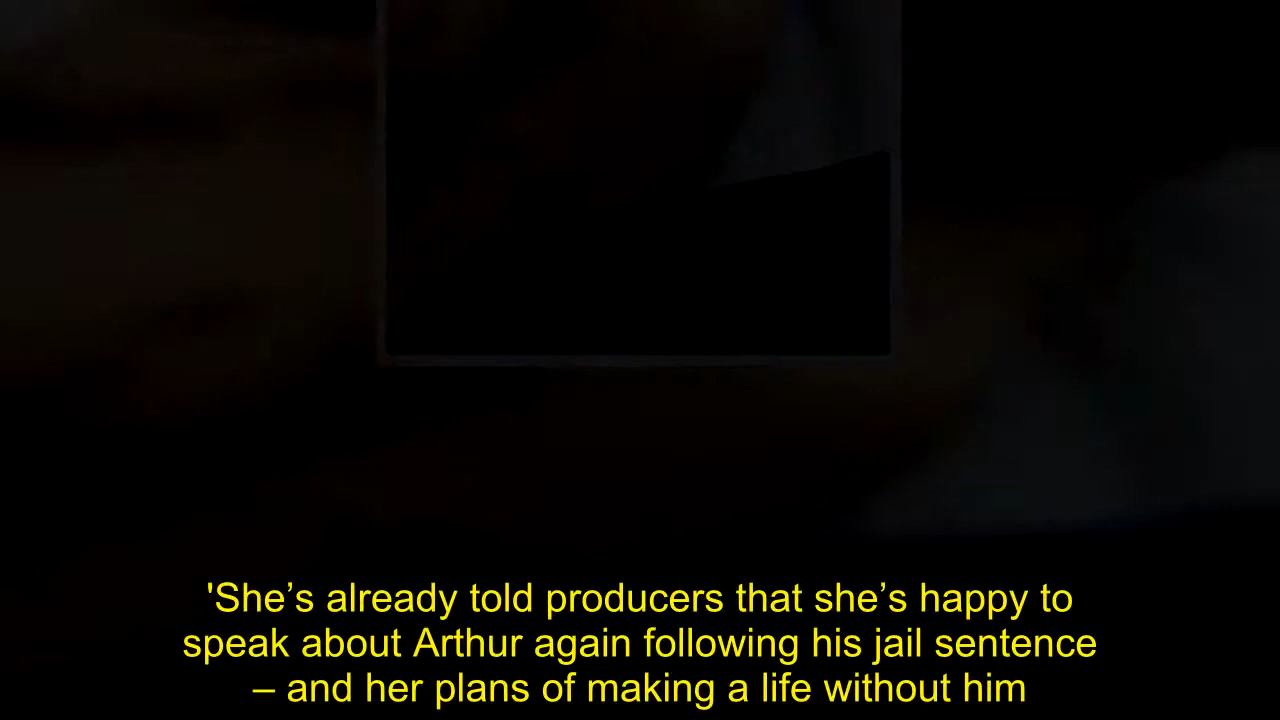 'She’s already told producers that she’s happy to
speak about Arthur again following his jail sentence
– and her plans of making a life without him